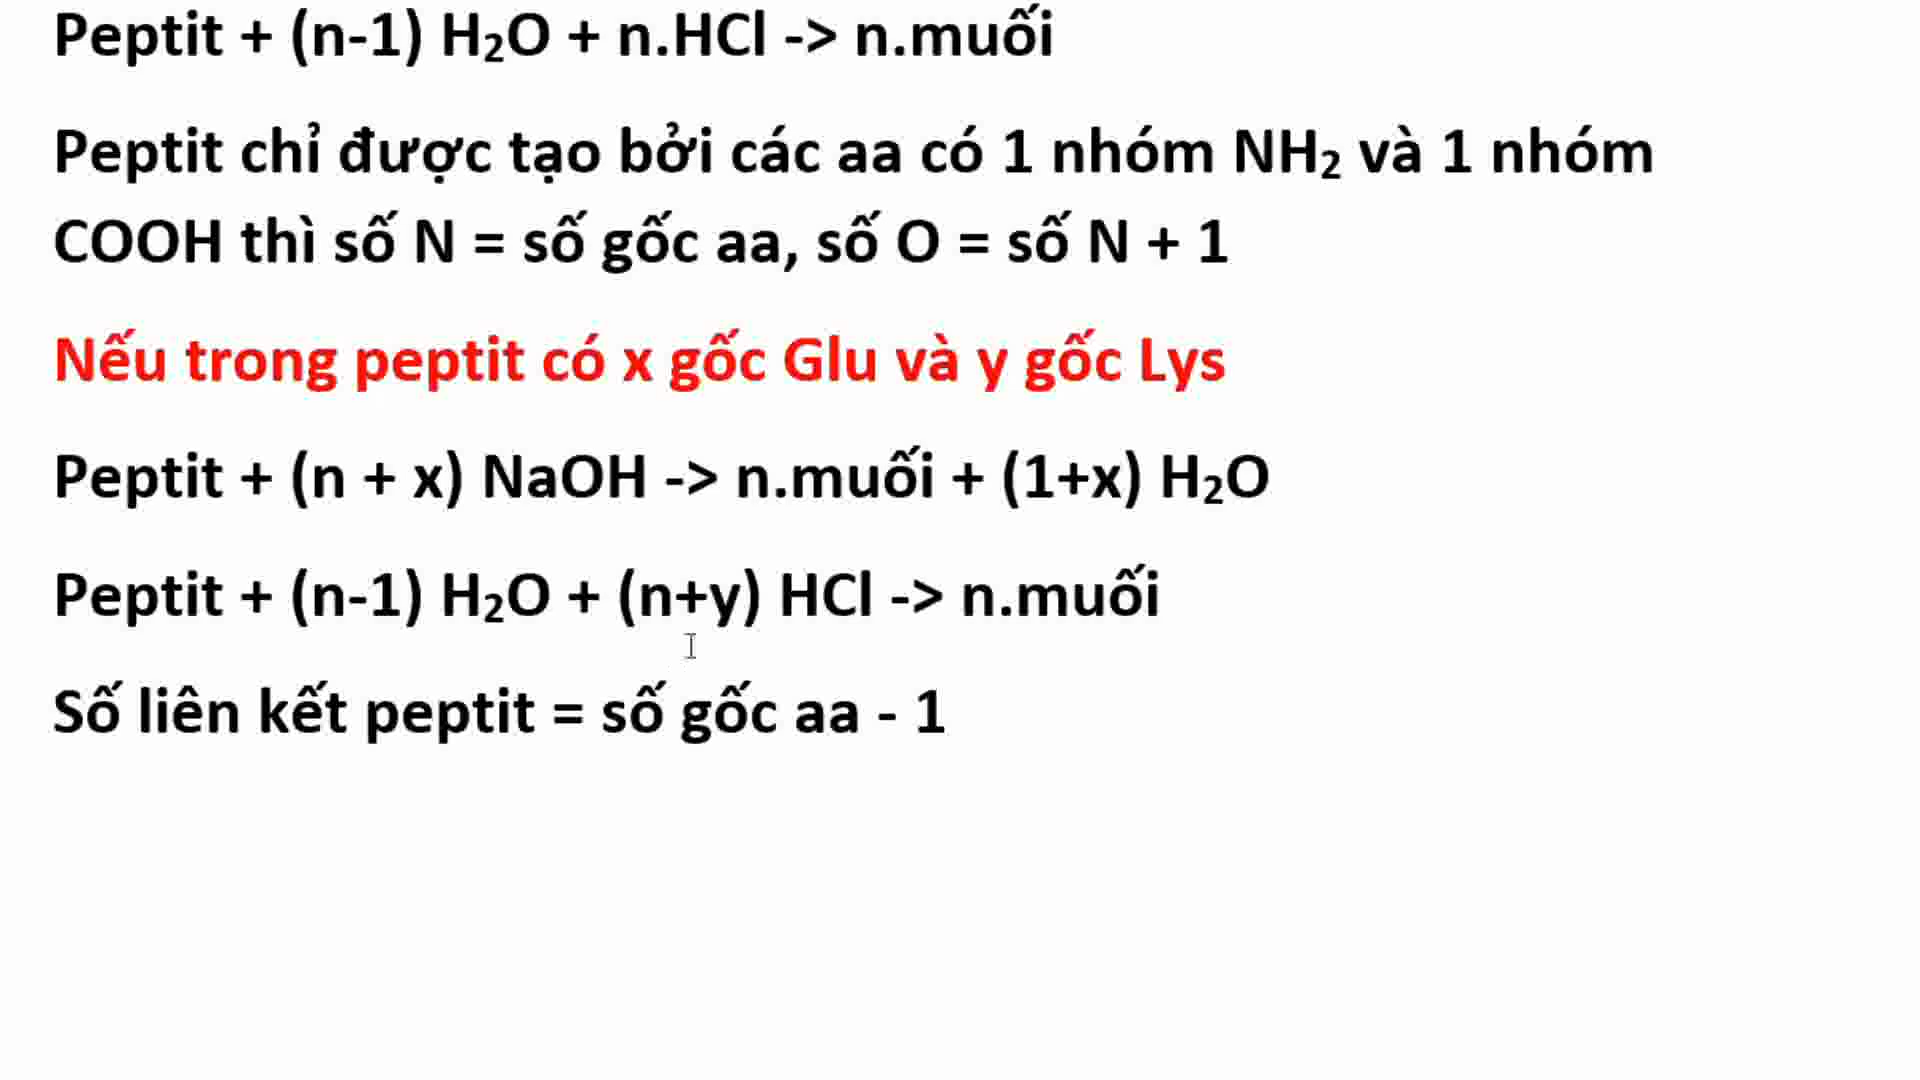 Peptit + (n-1) H₂O + n.HCl -> n.muối
Peptit chỉ được tạo bởi các aa có 1 nhóm NH₂ và 1 nhóm
COOH thì số N = số gốc aa, số O = số N + 1
Nếu trong peptit có x gốc Glu và y gốc Lys
Peptit + (n + x) NaOH -> n.muối + (1+x) H₂O
Peptit + (n-1) H₂O + (n+y) HCl -> n.muối
Số liên kết peptit = số gốc aa - 1